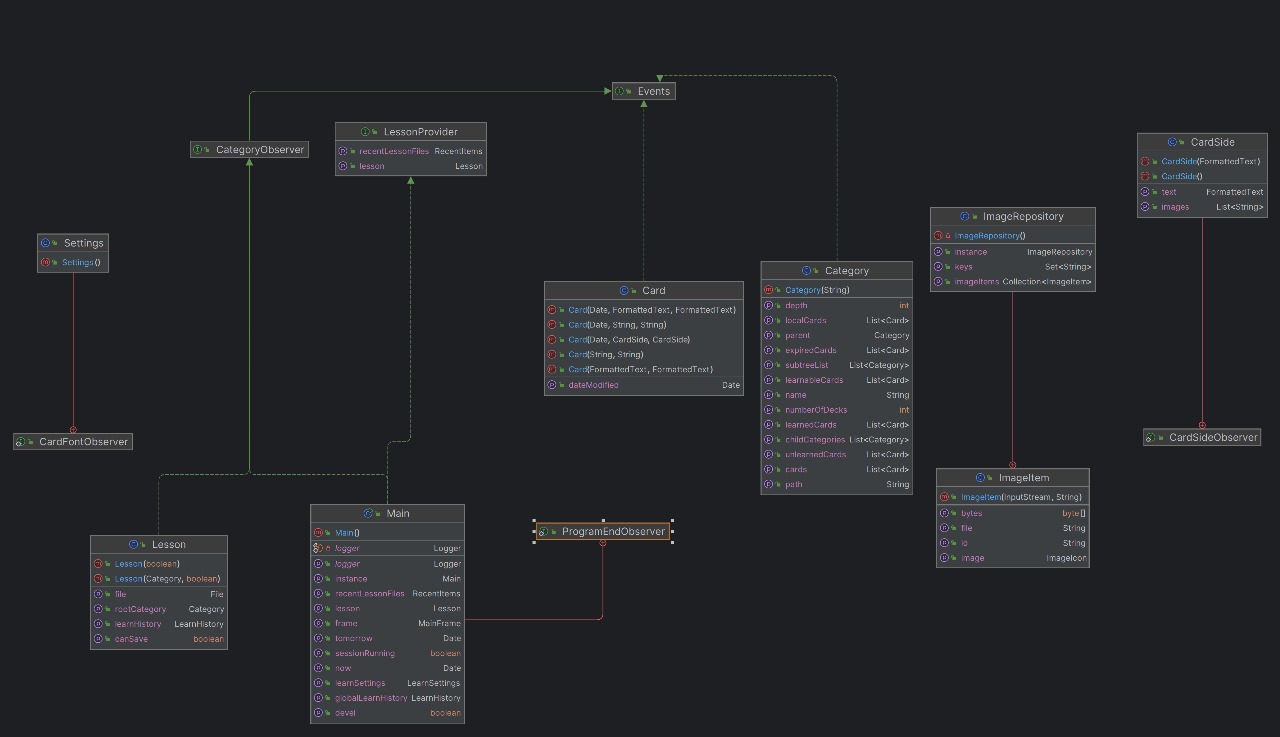 Events
CategoryObserver
LessonProvider
recentLessonFiles RecentItems
lesson Lesson
CardSide
CardSide(FormattedText)
CardSide()
text FormattedText
images List<String>
Settings
Settings()
ImageRepository
ImageRepository()
instance ImageRepository
keys Set<String>
imageItems Collection<ImageItem>
Card
Card(Date, FormattedText, FormattedText)
Card(Date, String, String)
Card(Date, CardSide, CardSide)
Card(String, String)
Card(FormattedText, FormattedText)
dateModified Date
Category
Category(String)
depth int
localCards List<Card>
parent Category
expiredCards List<Card>
subtreeList List<Category>
learnableCards List<Card>
name String
numberOfDecks int
learnedCards List<Card>
childCategories List<Category>
unlearnedCards List<Card>
cards List<Card>
path String
CardFontObserver
CardSideObserver
Lesson
Lesson(boolean)
Lesson(Category, boolean)
file File
rootCategory Category
learnHistory LearnHistory
canSave boolean
Main
Main()
logger Logger
logger Logger
instance Main
recentLessonFiles RecentItems
lesson Lesson
frame MainFrame
tomorrow Date
sessionRunning boolean
now Date
learnSettings LearnSettings
globalLearnHistory LearnHistory
devel boolean
ProgramEndObserver
ImageItem
ImageItem(InputStream, String)
bytes byte[]
file String
id String
image ImageIcon